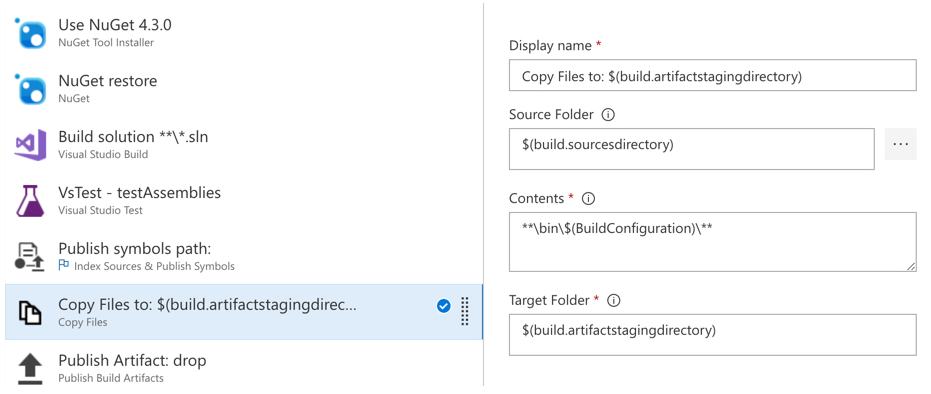 Use NuGet 4.3.0
NuGet Tool Installer
NuGet restore
NuGet
Build solution **\*.sln
Visual Studio Build
VsTest - testAssemblies
Visual Studio Test
Publish symbols path:
Index Sources & Publish Symbols
Copy Files to: $(build.artifactstagingdirec...
Copy Files
Publish Artifact: drop
Publish Build Artifacts
Display name *
Copy Files to: $(build.artifactstagingdirectory)
Source Folder
$(build.sourcesdirectory)
Contents *
**\bin\$(BuildConfiguration)\**
Target Folder *
$(build.artifactstagingdirectory)